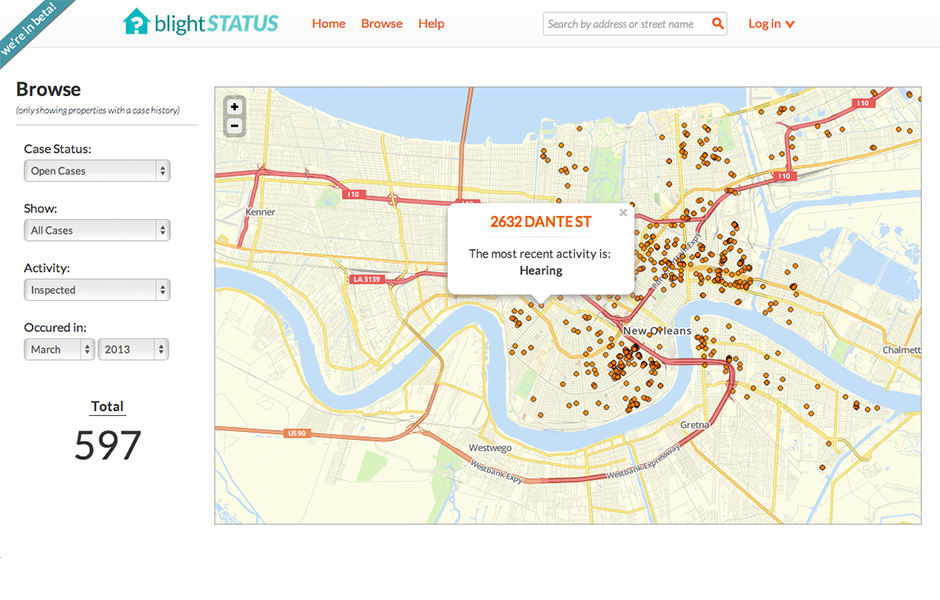 we're in beta!
blightSTATUS
Home Browse Help
Search by address or street name
Log in
Browse
(only showing properties with a case history)
Case Status:
Open Cases
Show:
All Cases
Activity:
Inspected
Occured in:
March 2013
Total
597
+
−
I 10
I 10
I 10
Kenner
2632 DANTE ST
×
The most recent activity is:
Hearing
LA 3139
New Orleans
Chalmett
US 90
Gretna
Westwego
Westbank Expy
Westbank Expressway